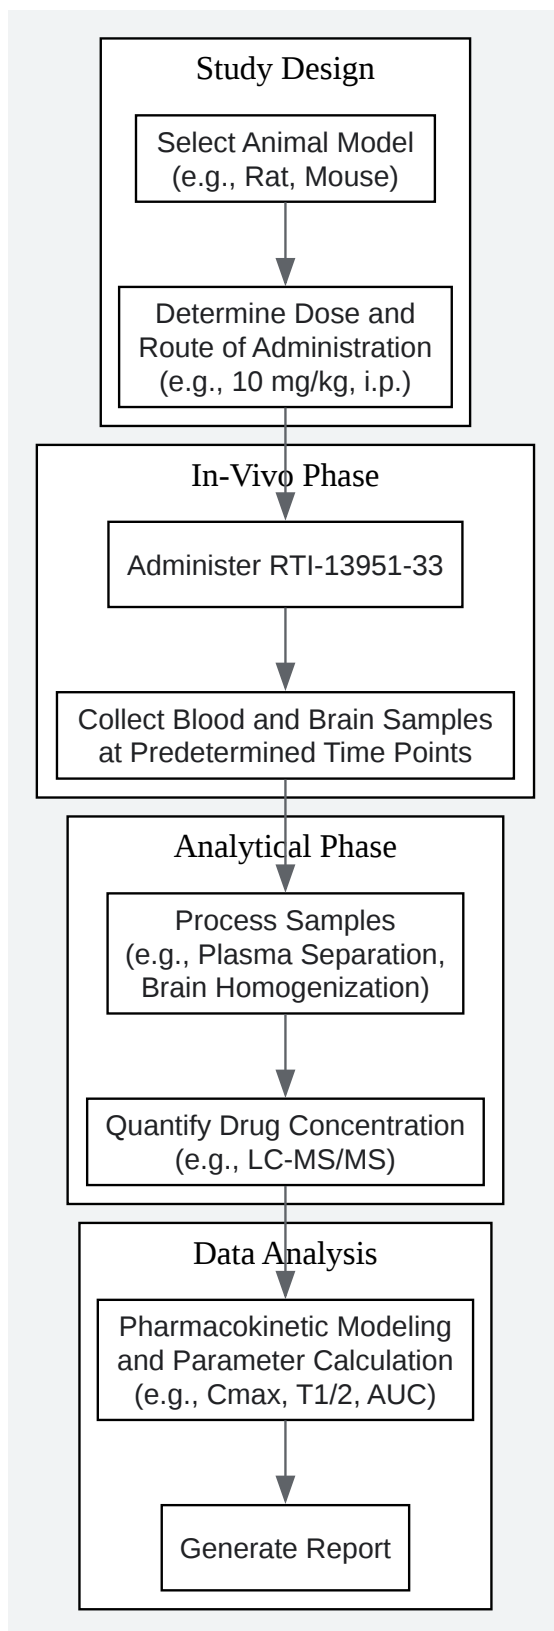 Study Design
Select Animal Model
(e.g., Rat, Mouse)
Determine Dose and
Route of Administration
(e.g., 10 mg/kg, i.p.)
In-Vivo Phase
Administer RTI-13951-33
Collect Blood and Brain Samples
at Predetermined Time Points
Analytical Phase
Process Samples
(e.g., Plasma Separation,
Brain Homogenization)
Quantify Drug Concentration
(e.g., LC-MS/MS)
Data Analysis
Pharmacokinetic Modeling
and Parameter Calculation
(e.g., Cmax, T1/2, AUC)
Generate Report